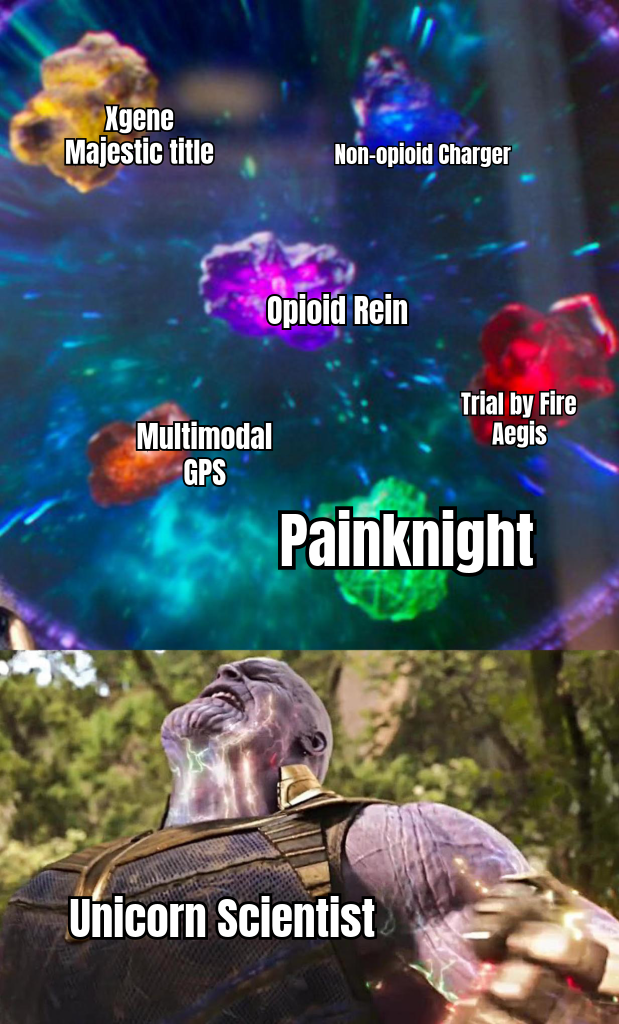 Xgene
Majestic title
Non-opioid Charger
Opioid Rein
Trial by Fire
Aegis
Multimodal
GPS
Painknight
Unicorn Scientist